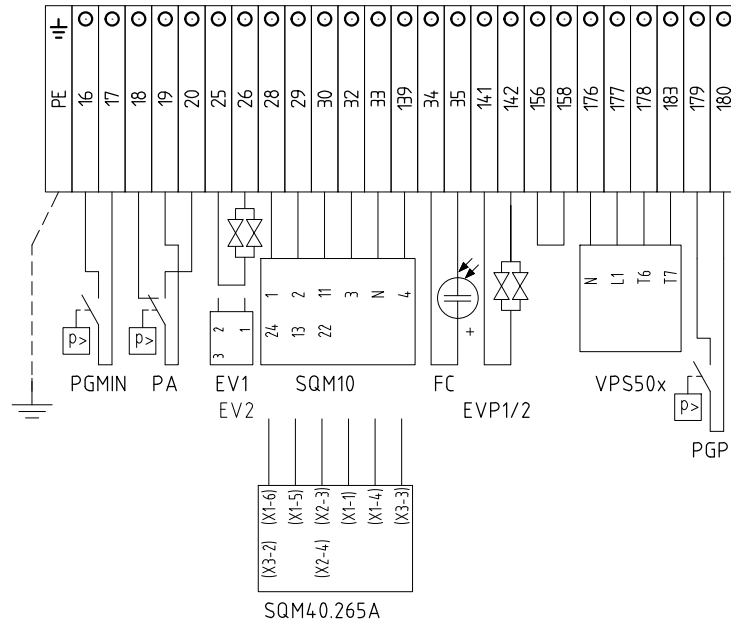 PE 16 17 18 19 20 25 26 28 29 30 32 33 139 34 35 141 142 156 158 176 177 178 183 179 180
1 2 11 3 N 4
24 13 22
N L1 T6 T7
2 1
3
+
p> p>
PGMIN PA EV1 SQM10 FC VPS50x
EV2 EVP1/2
p>
PGP
(X1-6) (X1-5) (X2-3) (X1-1) (X1-4) (X3-3)
(X3-2) (X2-4)
SQM40.265A